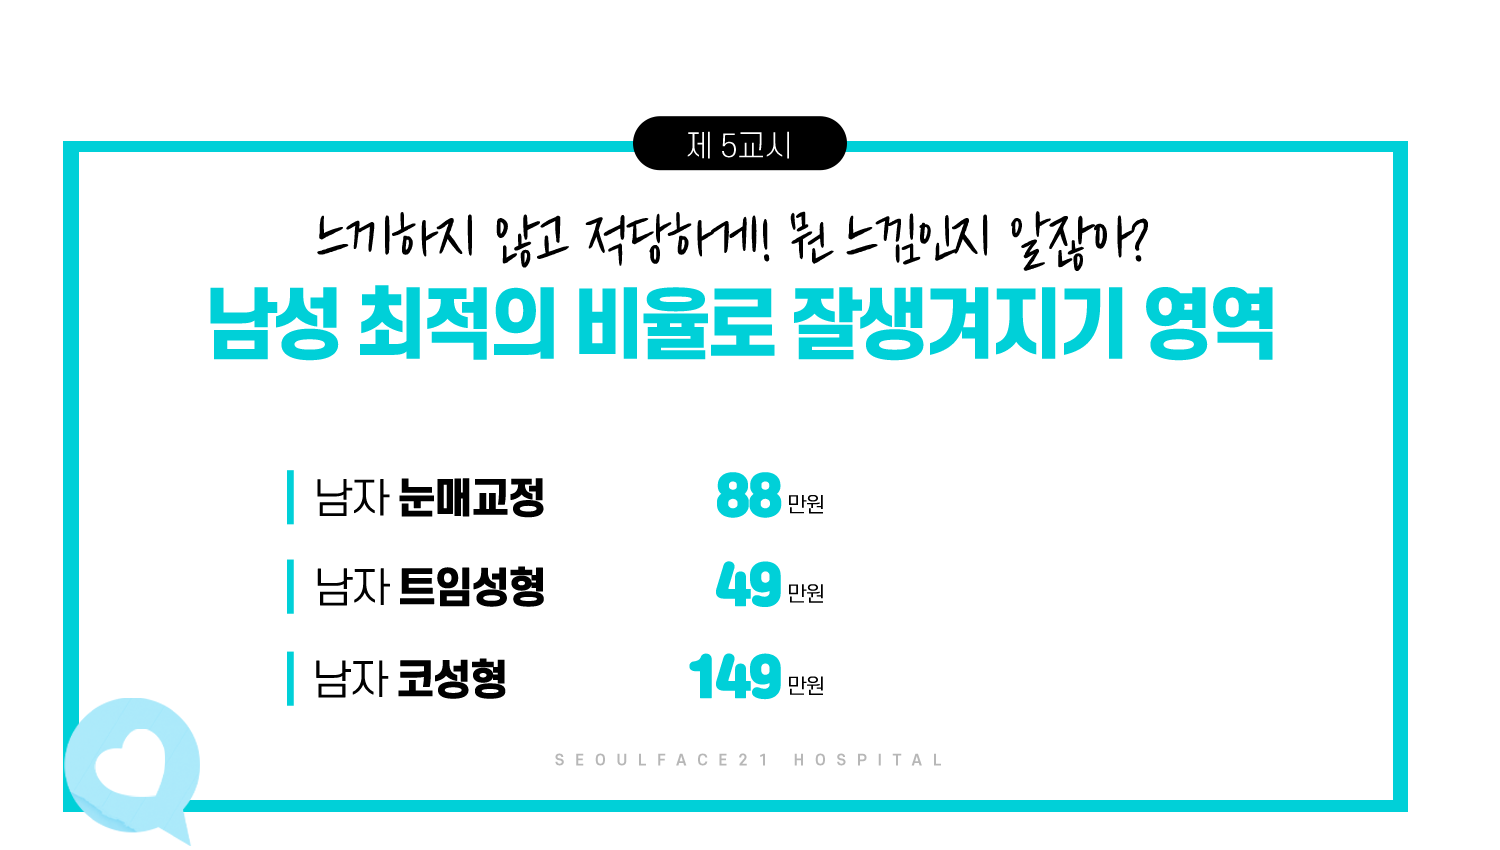 제 5교시
느끼하지 않고 적당하게! 뭔 느낌인지 알잖아?
남성 최적의 비율로 잘생겨지기 영역
남자 눈매교정 88 만원
남자 트임성형 49 만원
남자 코성형 149 만원
SEOULFACE21 HOSPITAL